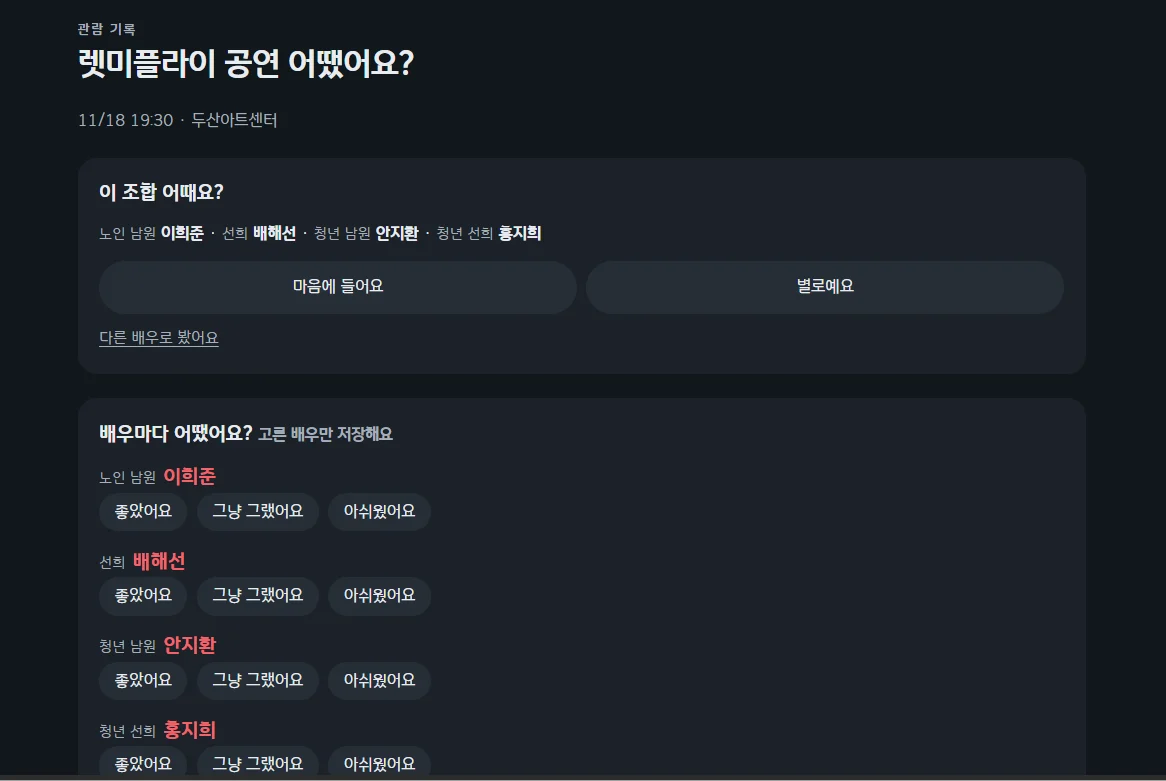 관람 기록
렛미플라이 공연 어땠어요?
11/18 19:30 · 두산아트센터
이 조합 어때요?
노인 남원 이희준 · 선희 배해선 · 청년 남원 안지환 · 청년 선희 홍지희
마음에 들어요 별로예요
다른 배우로 봤어요
배우마다 어땠어요? 고른 배우만 저장해요
노인 남원 이희준
좋았어요 그냥 그랬어요 아쉬웠어요
선희 배해선
좋았어요 그냥 그랬어요 아쉬웠어요
청년 남원 안지환
좋았어요 그냥 그랬어요 아쉬웠어요
청년 선희 홍지희
좋았어요 그냥 그랬어요 아쉬웠어요